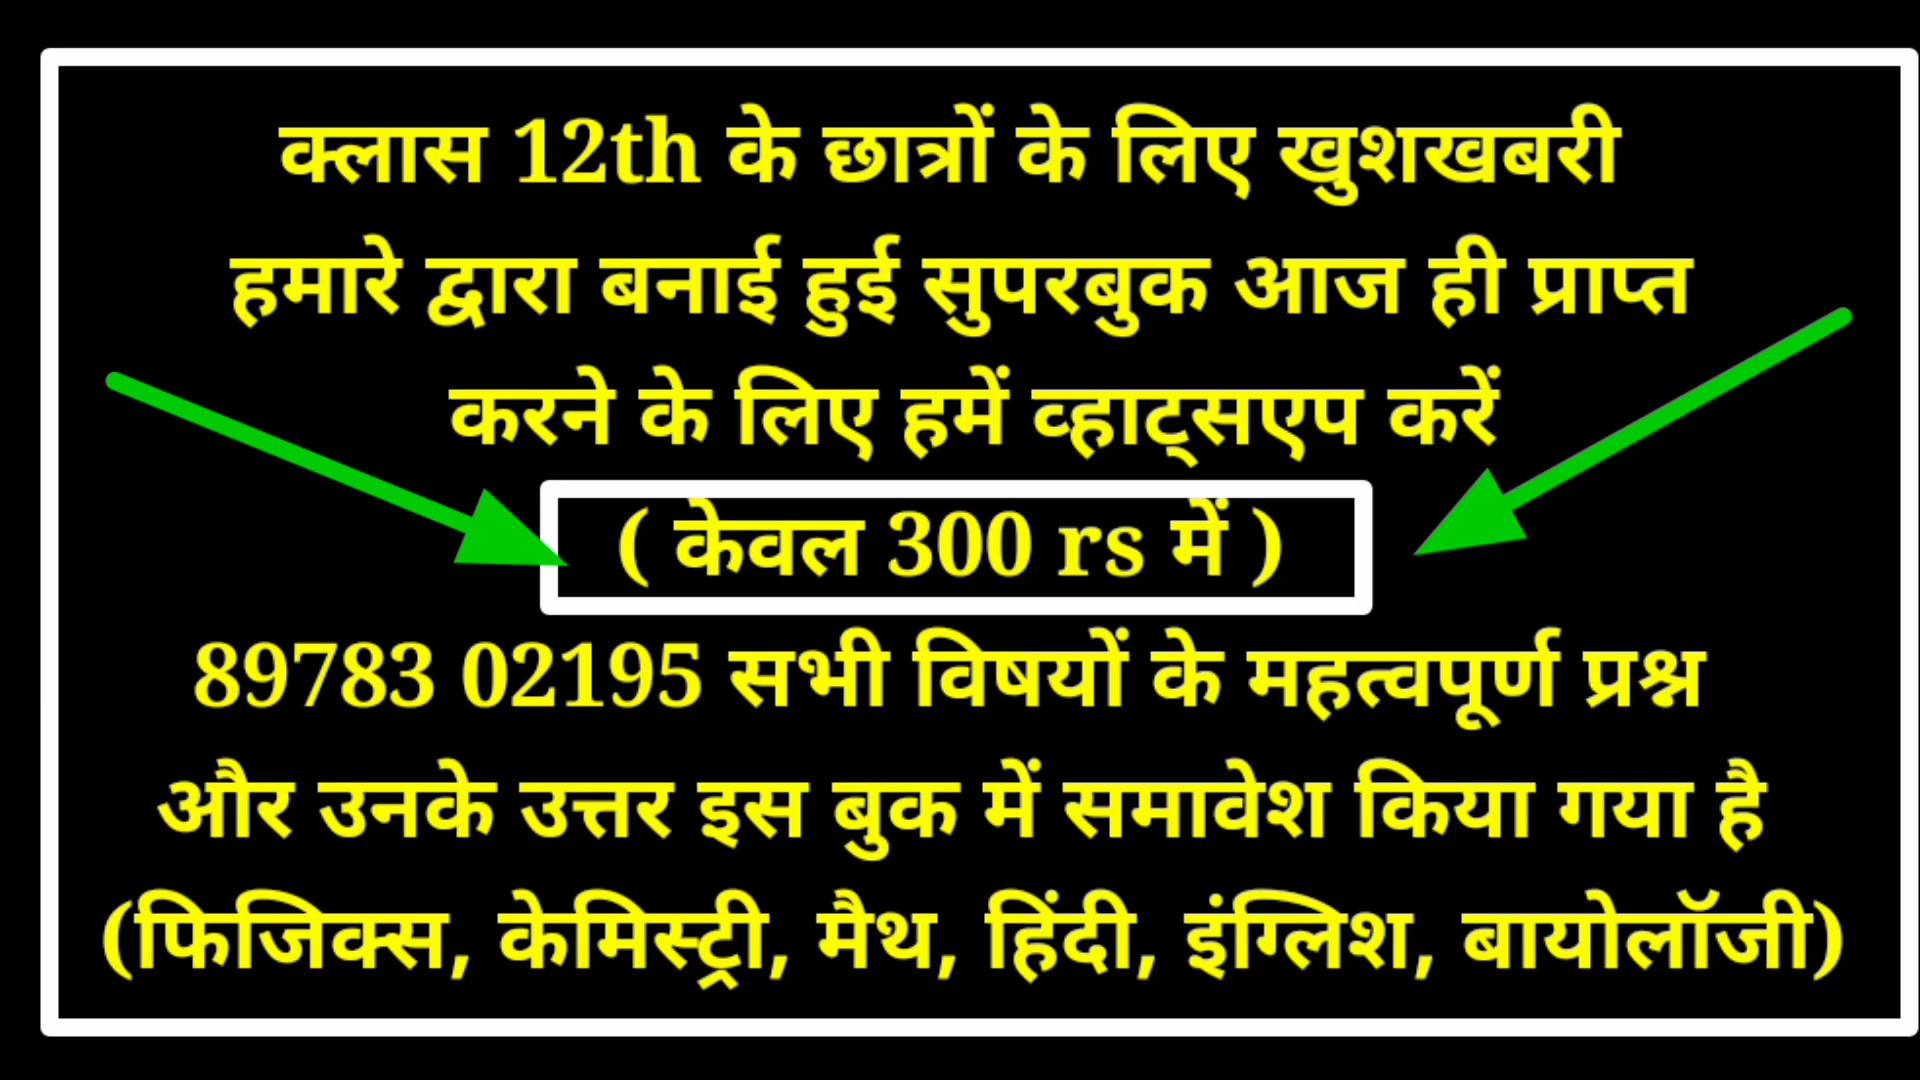 क्लास 12th के छात्रों के लिए खुशखबरी
हमारे द्वारा बनाई हुई सुपरबुक आज ही प्राप्त
करने के लिए हमें व्हाट्सएप करें
( केवल 300 rs में )
89783 02195 सभी विषयों के महत्वपूर्ण प्रश्न
और उनके उत्तर इस बुक में समावेश किया गया है
(फिजिक्स, केमिस्ट्री, मैथ, हिंदी, इंग्लिश, बायोलॉजी)